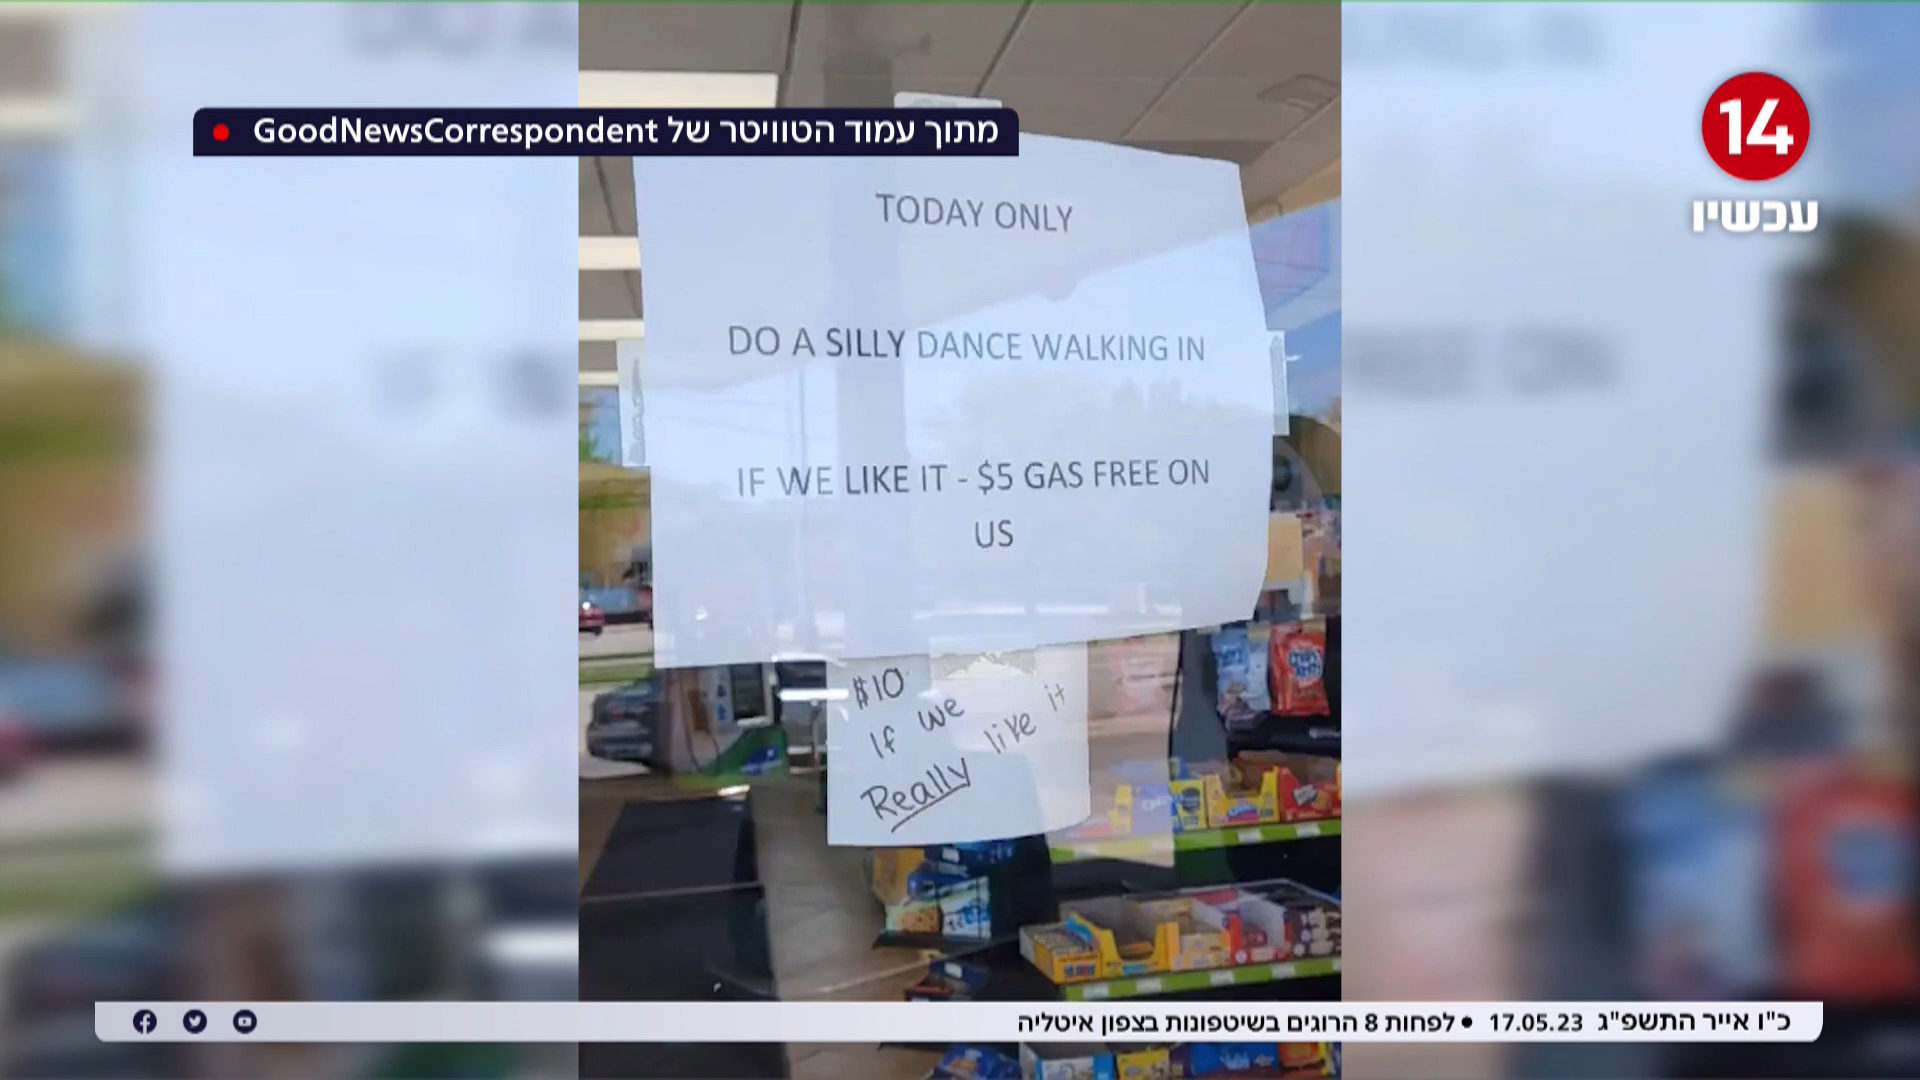 מתוך עמוד הטוויטר של GoodNewsCorrespondent
14
עכשיו
TODAY ONLY
DO A SILLY DANCE WALKING IN
IF WE LIKE IT - $5 GAS FREE ON
US
$10
If we
Really like it
כ"ו אייר התשפ"ג 17.05.23 • לפחות 8 הרוגים בשיטפונות בצפון איטליה